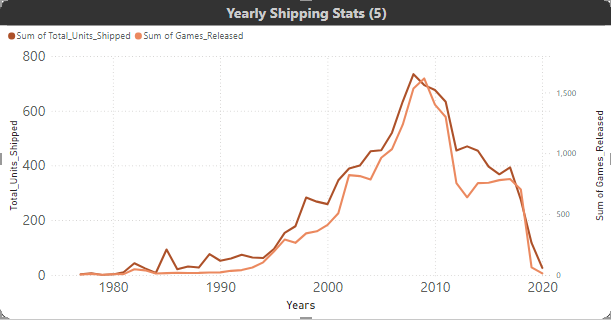 Yearly Shipping Stats (5)
Sum of Total_Units_Shipped Sum of Games_Released
800
600
400
200
0
Total_Units_Shipped
1,500
1,000
500
0
Sum of Games_Released
1980 1990 2000 2010 2020
Years